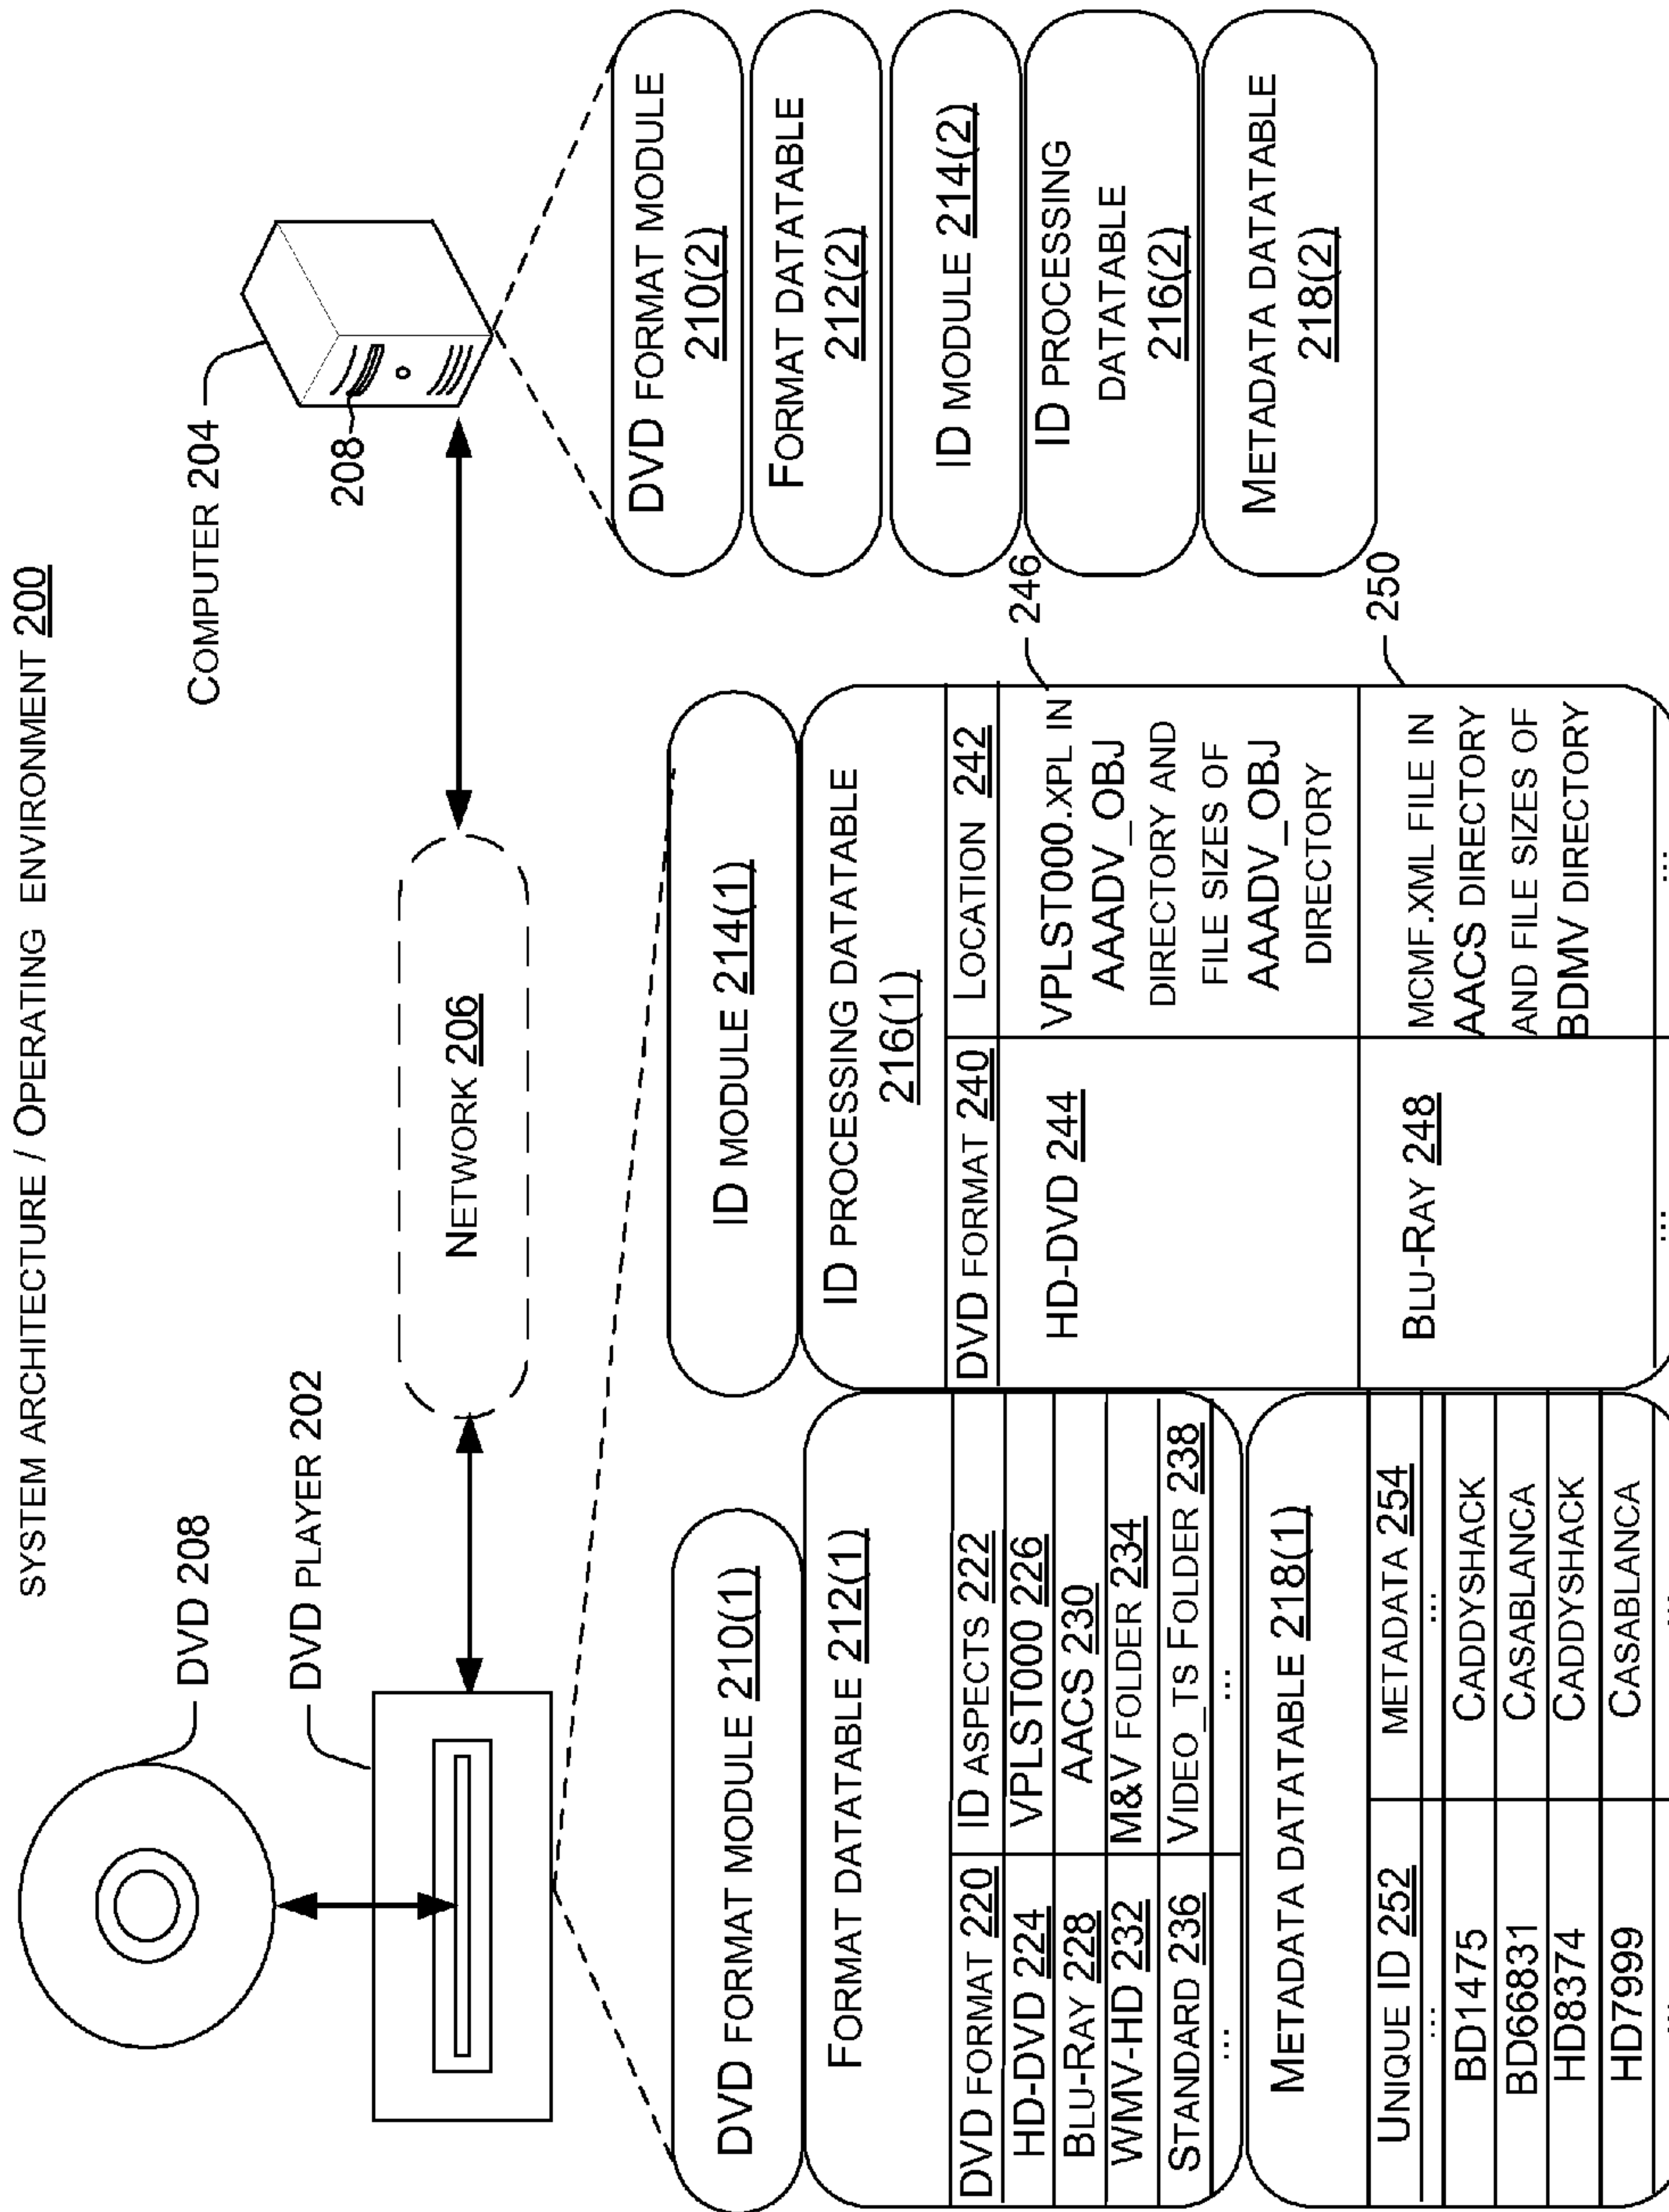 SYSTEM ARCHITECTURE / OPERATING ENVIRONMENT 200
DVD 208
DVD PLAYER 202
NETWORK 206
COMPUTER 204
208
DVD FORMAT MODULE 210(1)
FORMAT DATATABLE 212(1)
DVD FORMAT 220 ID ASPECTS 222
HD-DVD 224 VPLST000 226
BLU-RAY 228 AACS 230
WMV-HD 232 M&V FOLDER 234
STANDARD 236 VIDEO_TS FOLDER 238
... ...
METADATA DATATABLE 218(1)
UNIQUE ID 252 METADATA 254
... ...
BD1475 CADDYSHACK
BD66831 CASABLANCA
HD8374 CADDYSHACK
HD7999 CASABLANCA
... ...
ID MODULE 214(1)
ID PROCESSING DATATABLE
216(1)
DVD FORMAT 240 LOCATION 242
HD-DVD 244
VPLST000.XPL IN
AAADV_OBJ
DIRECTORY AND
FILE SIZES OF
AAADV_OBJ
DIRECTORY
246
BLU-RAY 248
MCMF.XML FILE IN
AACS DIRECTORY
AND FILE SIZES OF
BDMV DIRECTORY
250
... ...
DVD FORMAT MODULE
210(2)
FORMAT DATATABLE
212(2)
ID MODULE 214(2)
ID PROCESSING
DATATABLE
216(2)
METADATA DATATABLE
218(2)